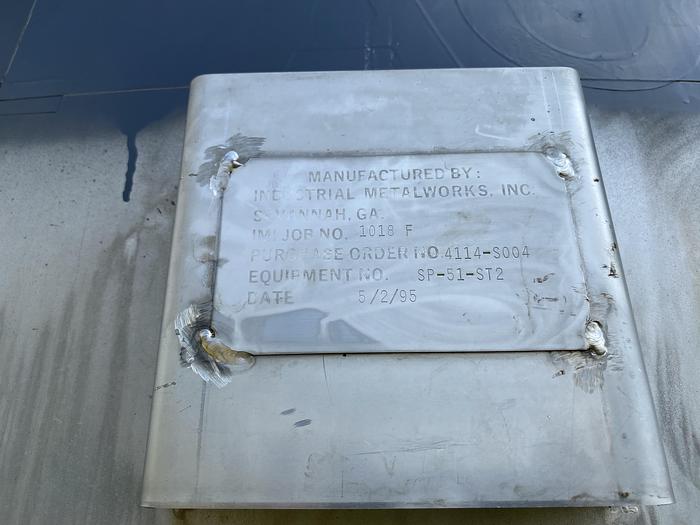 MANUFACTURED BY:
INDUSTRIAL METALWORKS, INC.
SAVANNAH, GA.
IMI JOB NO. 1018 F
PURCHASE ORDER NO. 4114-S004
EQUIPMENT NO. SP-51-ST2
DATE 5/2/95